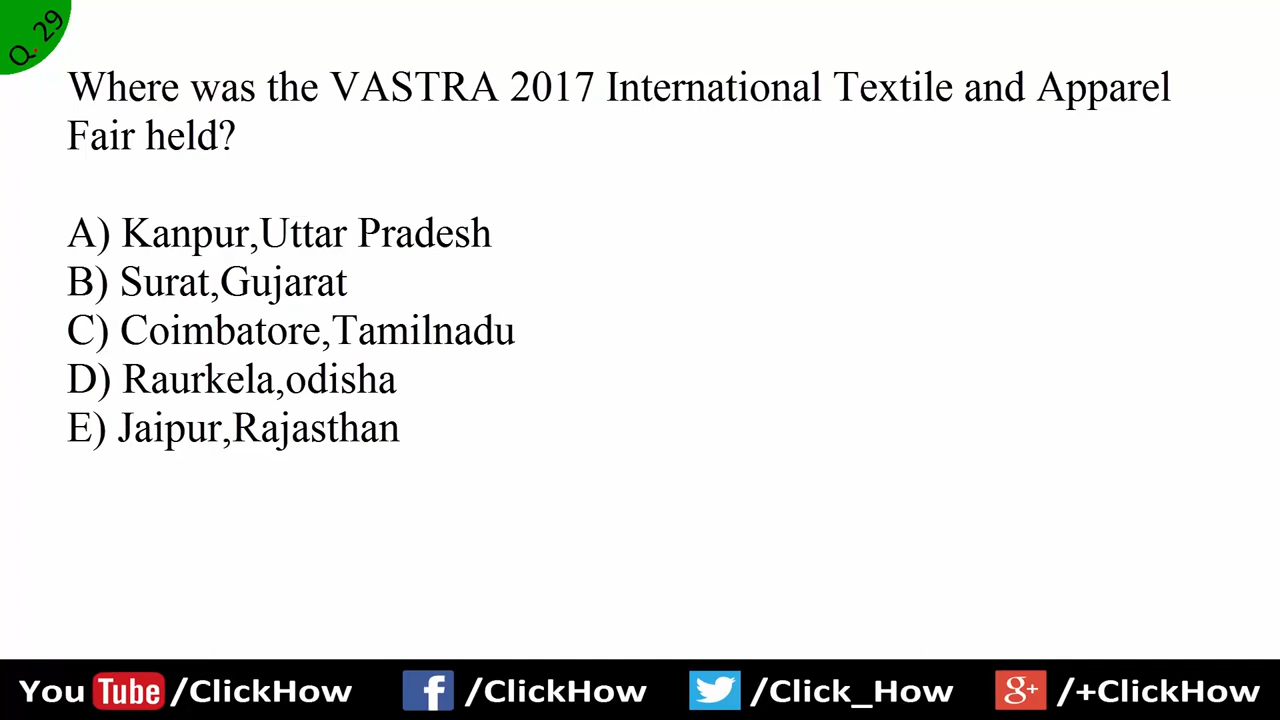 Q. 29
Where was the VASTRA 2017 International Textile and Apparel
Fair held?
A) Kanpur,Uttar Pradesh
B) Surat,Gujarat
C) Coimbatore,Tamilnadu
D) Raurkela,odisha
E) Jaipur,Rajasthan
You Tube /ClickHow f /ClickHow /Click_How g+ /+ClickHow